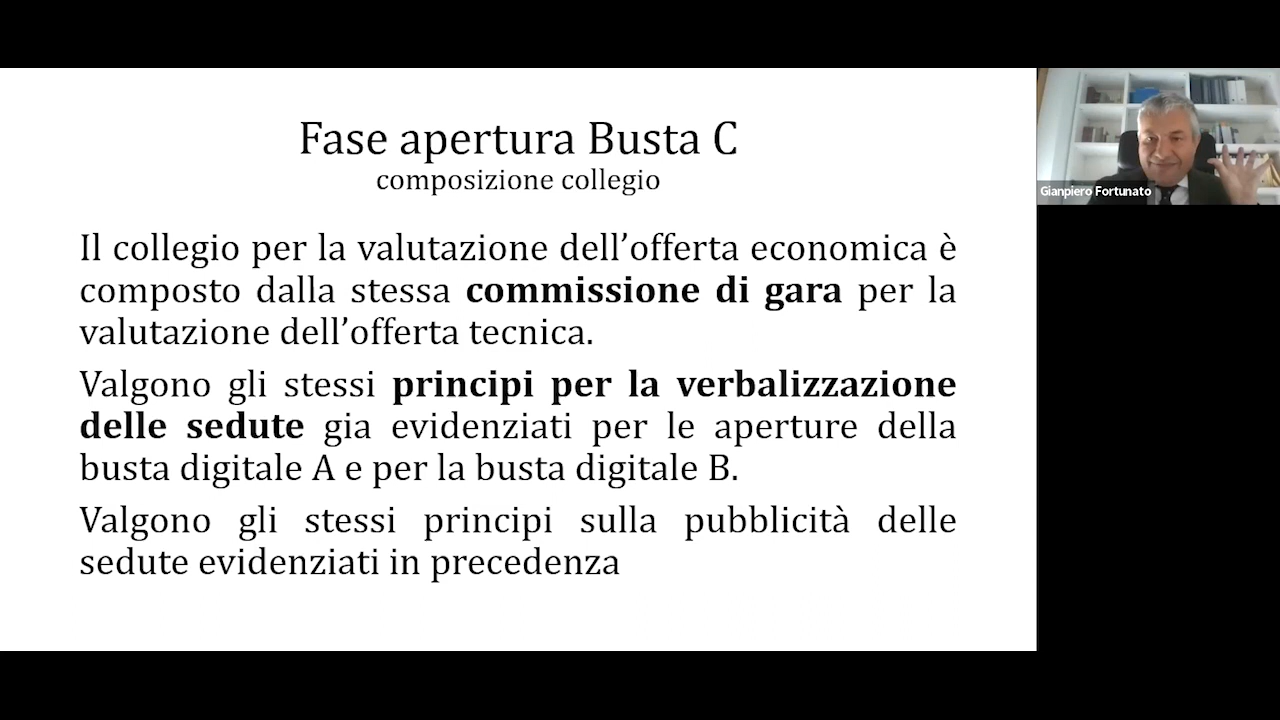 Fase apertura Busta C
composizione collegio
Il collegio per la valutazione dell’offerta economica è
composto dalla stessa commissione di gara per la
valutazione dell’offerta tecnica.
Valgono gli stessi principi per la verbalizzazione
delle sedute gia evidenziati per le aperture della
busta digitale A e per la busta digitale B.
Valgono gli stessi principi sulla pubblicità delle
sedute evidenziati in precedenza
Gianpiero Fortunato